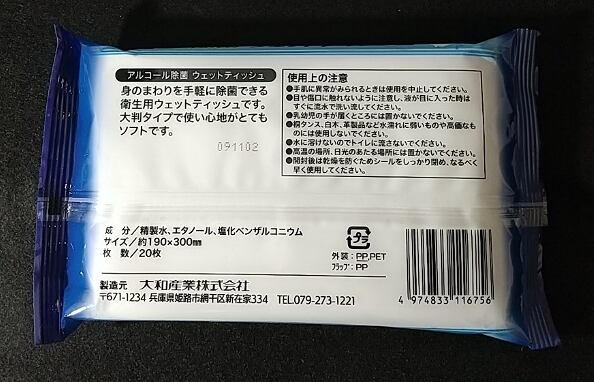 アルコール除菌 ウェットティッシュ
身のまわりを手軽に除菌できる
衛生用ウェットティッシュです。
大判タイプで使い心地がとても
ソフトです。
091102
使用上の注意
●手肌に異常がみられるときは使用を中止してください。
●目や傷口に触れないように注意し、液が目に入った時は
すぐに流水で洗い流してください。
●乳幼児の手が届くところには置かないでください。
●桐タンス、白木、革製品など水濡れに弱いものや高価なも
のには使用しないでください。
●水に溶けないのでトイレに流さないでください。
●高温の場所、日光のあたる場所には置かないでください。
●開封後は乾燥を防ぐためシールをしっかり閉め、なるべく
早く使用してください。
成 分/精製水、エタノール、塩化ベンザルコニウム
サイズ/約190×300㎜
枚 数/20枚
プラ
外装:PP,PET
フラップ:PP
製造元 大和産業株式会社
〒671-1234 兵庫県姫路市網干区新在家334 TEL.079-273-1221
4 974833 116756